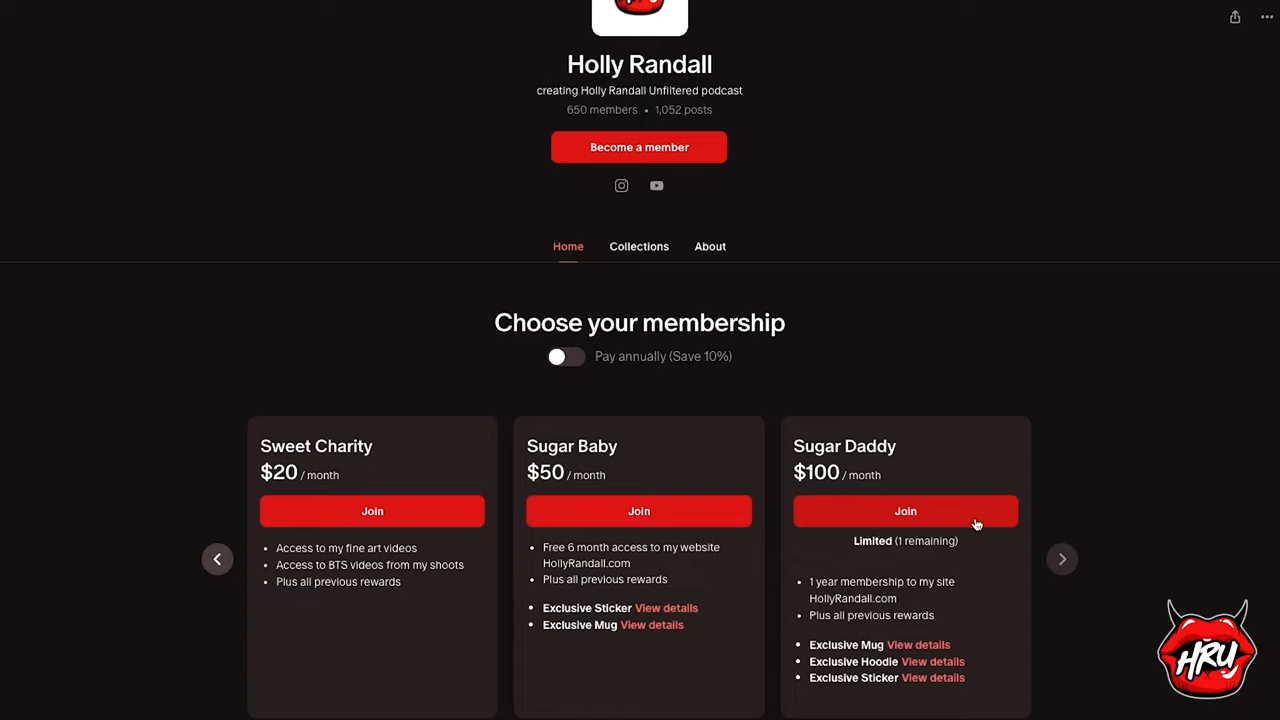 Holly Randall
creating Holly Randall Unfiltered podcast
650 members • 1,052 posts
Become a member
Home
Collections
About
Choose your membership
Pay annually (Save 10%)
Sweet Charity
$20 / month
Join
• Access to my fine art videos
• Access to BTS videos from my shoots
• Plus all previous rewards
Sugar Baby
$50 / month
Join
• Free 6 month access to my website
HollyRandall.com
• Plus all previous rewards
• Exclusive Sticker View details
• Exclusive Mug View details
Sugar Daddy
$100 / month
Join
Limited (1 remaining)
• 1 year membership to my site
HollyRandall.com
• Plus all previous rewards
• Exclusive Mug View details
• Exclusive Hoodie View details
• Exclusive Sticker View details
HRU